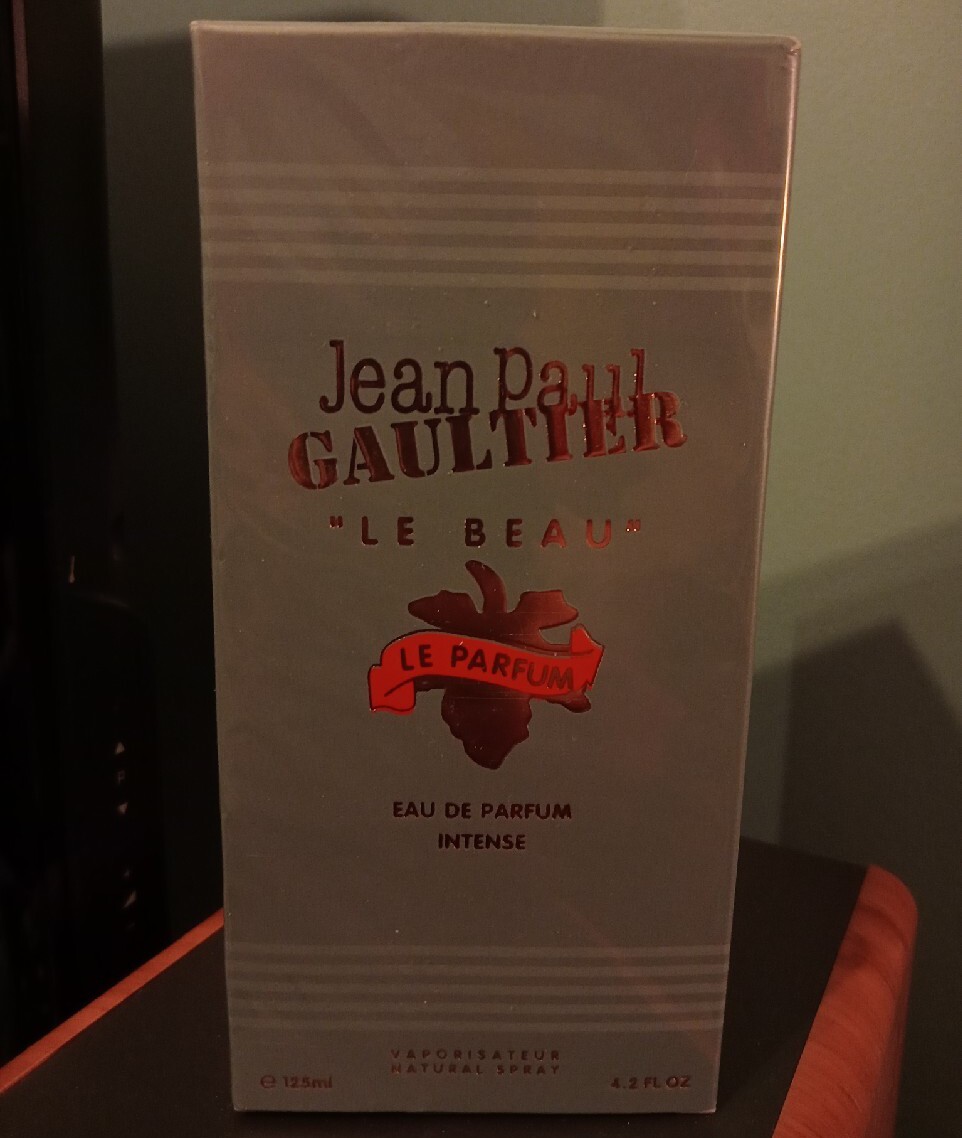 Jean Paul
GAULTIER
"LE BEAU"
LE PARFUM
EAU DE PARFUM
INTENSE
VAPORISATEUR
NATURAL SPRAY
℮ 125ml
4.2 FL OZ